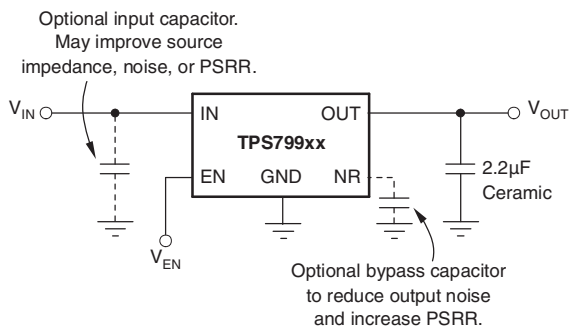 Optional input capacitor.
May improve source
impedance, noise, or PSRR.
V_IN
IN
OUT
V_OUT
TPS799xx
EN
GND
NR
2.2µF
Ceramic
V_EN
Optional bypass capacitor
to reduce output noise
and increase PSRR.